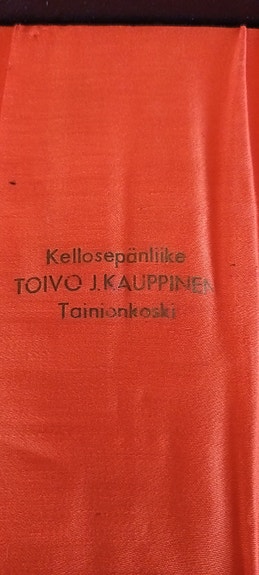 Kellosepänliike
TOIVO J. KAUPPINEN
Tainionkoski